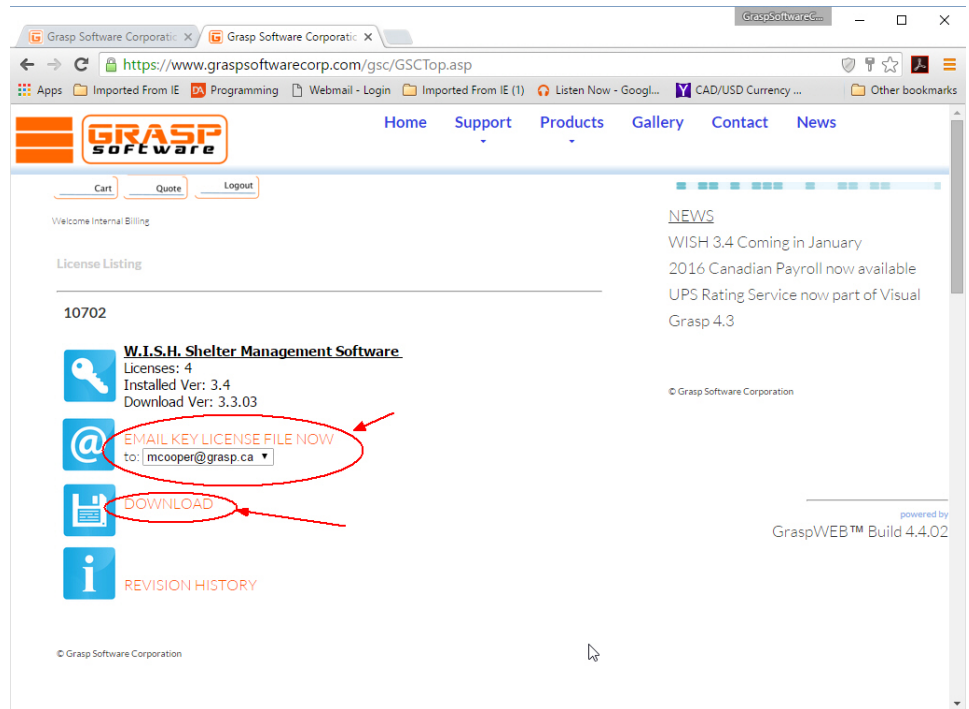 GraspSoftwareC...
Grasp Software Corporatic
Grasp Software Corporatic
https://www.graspsoftwarecorp.com/gsc/GSCTop.asp
Apps Imported From IE Programming Webmail - Login Imported From IE (1) Listen Now - Googl... CAD/USD Currency ... Other bookmarks
GRASP
software
Home Support Products Gallery Contact News
Cart Quote Logout
Welcome Internal Billing
License Listing
10702
W.I.S.H. Shelter Management Software
Licenses: 4
Installed Ver: 3.4
Download Ver: 3.3.03
EMAIL KEY LICENSE FILE NOW
to: mcooper@grasp.ca
DOWNLOAD
REVISION HISTORY
© Grasp Software Corporation
NEWS
WISH 3.4 Coming in January
2016 Canadian Payroll now available
UPS Rating Service now part of Visual
Grasp 4.3
© Grasp Software Corporation
powered by
GraspWEB™ Build 4.4.02